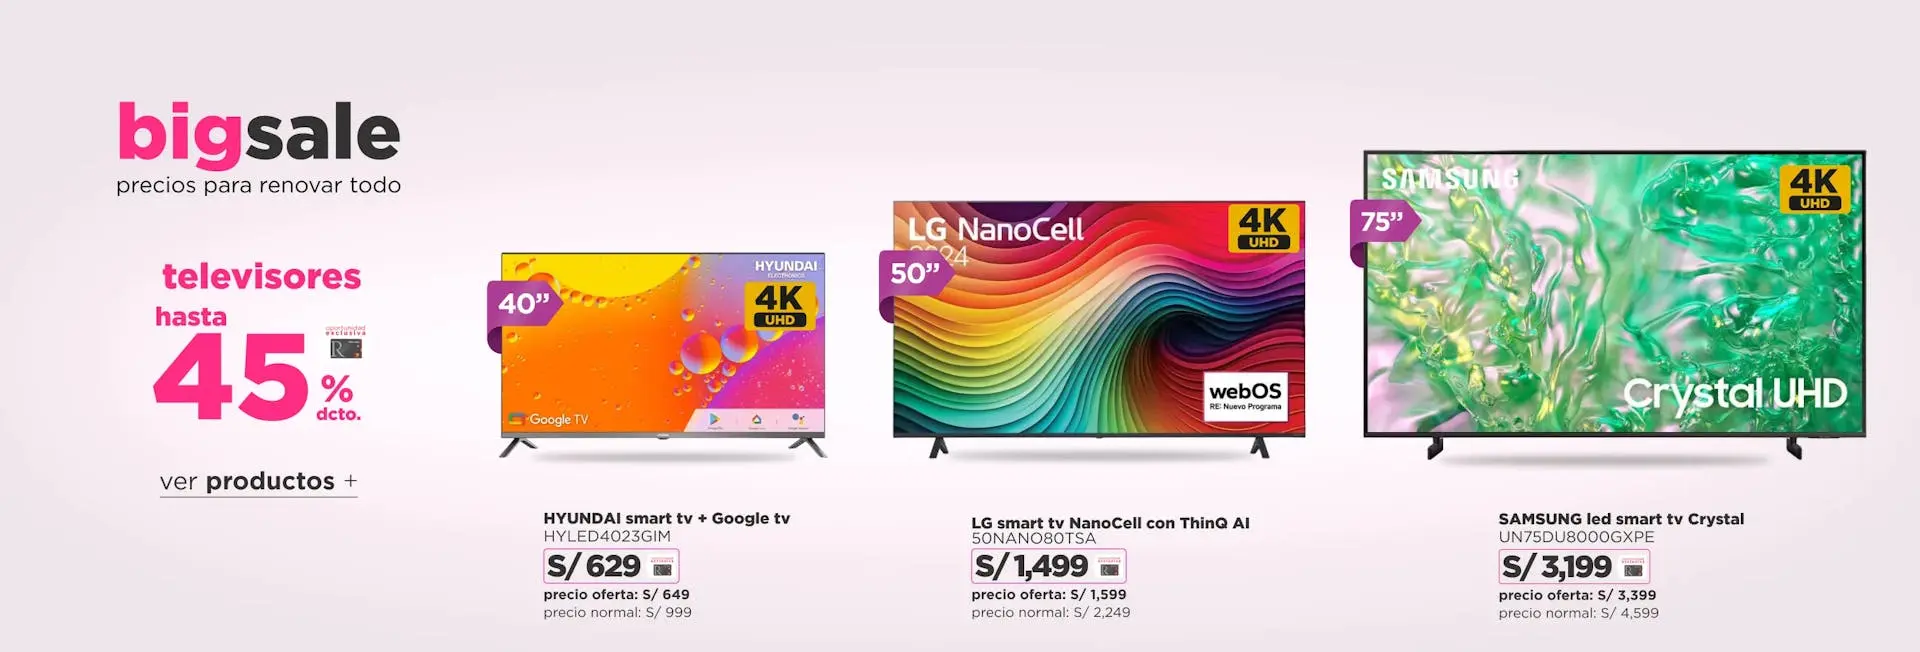 bigsale
precios para renovar todo
televisores
hasta
45
%
dcto.
oportunidad
exclusiva
R
ver productos +
40”
HYUNDAI
ELECTRONICS
4K
UHD
Google TV
HYUNDAI smart tv + Google tv
HYLED4023GIM
S/ 629
precio oferta: S/ 649
precio normal: S/ 999
50”
LG NanoCell
4K
UHD
webOS
RE: Nuevo Programa
LG smart tv NanoCell con ThinQ AI
50NANO80TSA
S/ 1,499
precio oferta: S/ 1,599
precio normal: S/ 2,249
75”
SAMSUNG
4K
UHD
Crystal UHD
SAMSUNG led smart tv Crystal
UN75DU8000GXPE
S/ 3,199
precio oferta: S/ 3,399
precio normal: S/ 4,599